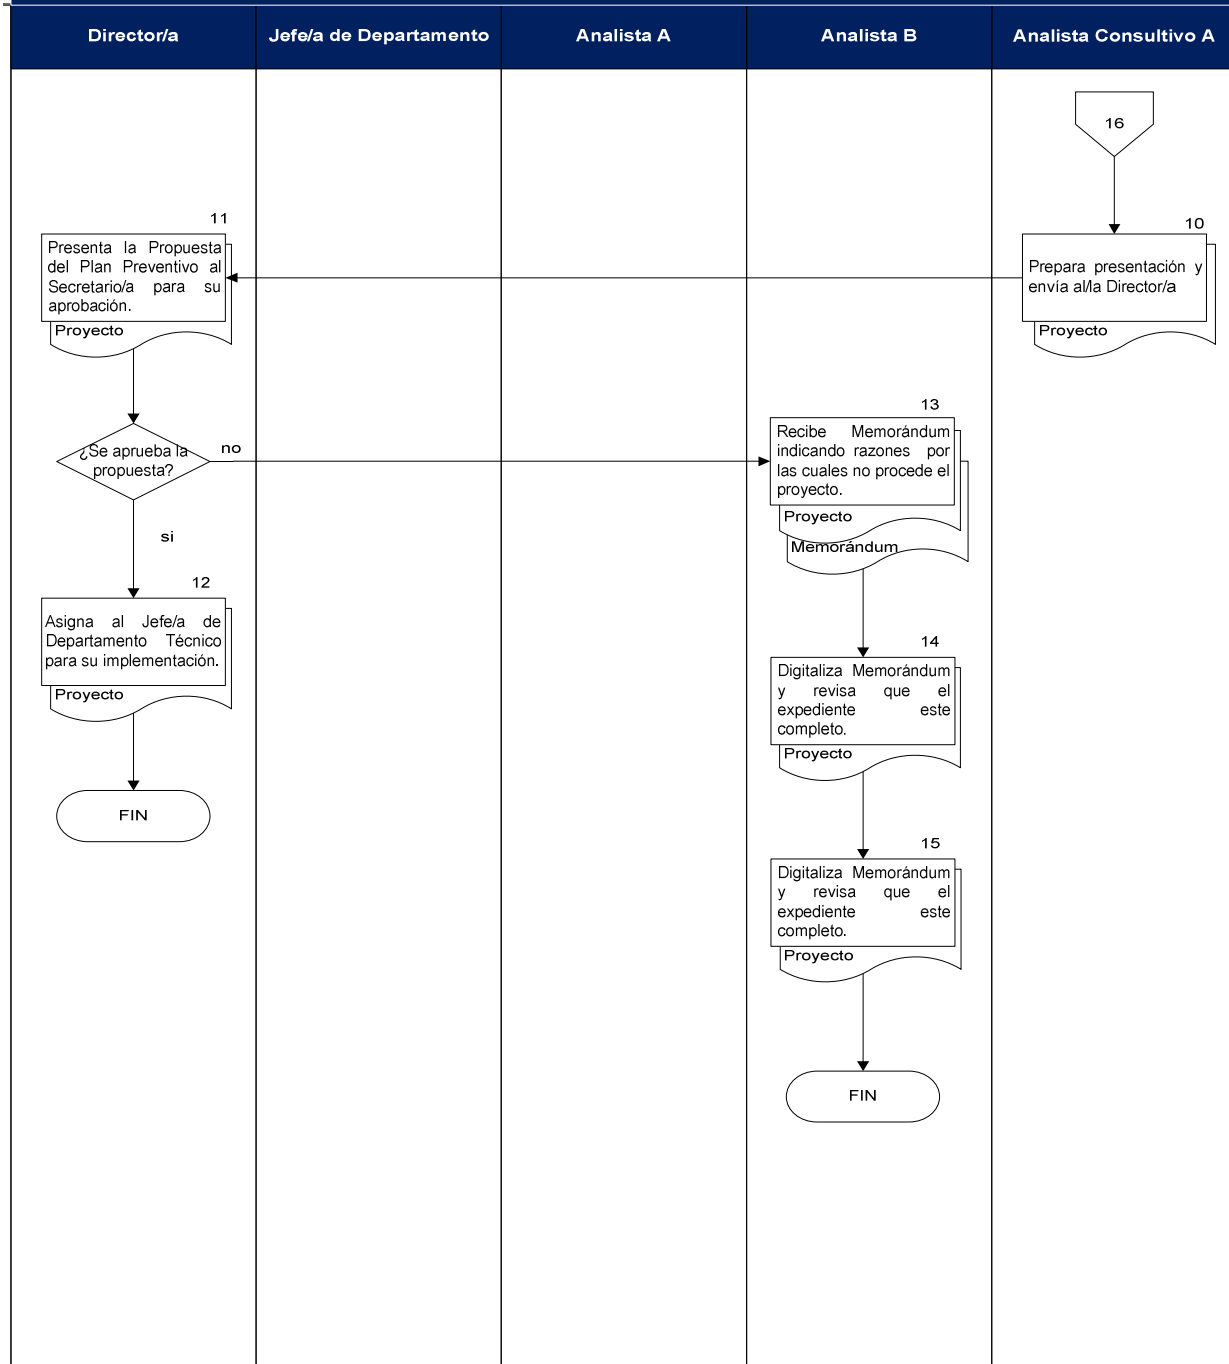 Director/a
Jefe/a de Departamento
Analista A
Analista B
Analista Consultivo A
16
10
Prepara presentación y
envía al/la Director/a
Proyecto
11
Presenta la Propuesta
del Plan Preventivo al
Secretario/a para su
aprobación.
Proyecto
¿Se aprueba la
propuesta?
no
si
12
Asigna al Jefe/a de
Departamento Técnico
para su implementación.
Proyecto
FIN
13
Recibe Memorándum
indicando razones por
las cuales no procede el
proyecto.
Proyecto
Memorándum
14
Digitaliza Memorándum
y revisa que el
expediente este
completo.
Proyecto
15
Digitaliza Memorándum
y revisa que el
expediente este
completo.
Proyecto
FIN